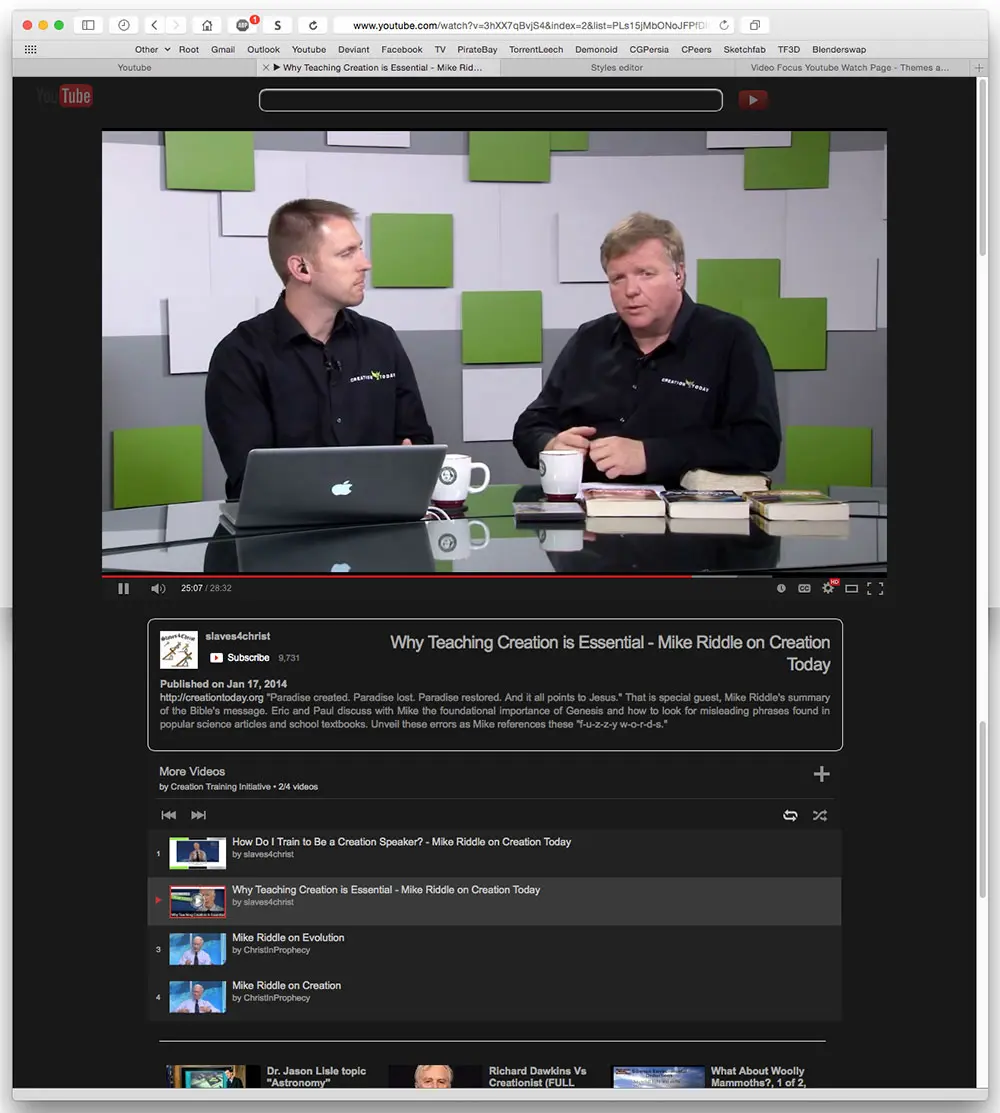 www.youtube.com/watch?v=3hXX7qBvjS4&index=2&list=PLs15jMbONoJFPfDl
ABP 1 S
Other Root Gmail Outlook Youtube Deviant Facebook TV PirateBay TorrentLeech Demonoid CGPersia CPeers Sketchfab TF3D Blenderswap
Youtube
Why Teaching Creation is Essential - Mike Rid...
Styles editor
Video Focus Youtube Watch Page - Themes a...
You Tube
CREATION TODAY
CREATION TODAY
25:07 / 28:32
CC
HD
Slaves4Christ
slaves4christ
Subscribe 9,731
Why Teaching Creation is Essential - Mike Riddle on Creation
Today
Published on Jan 17, 2014
http://creationtoday.org "Paradise created. Paradise lost. Paradise restored. And it all points to Jesus." That is special guest, Mike Riddle's summary
of the Bible's message. Eric and Paul discuss with Mike the foundational importance of Genesis and how to look for misleading phrases found in
popular science articles and school textbooks. Unveil these errors as Mike references these "f-u-z-z-y w-o-r-d-s."
More Videos
by Creation Training Initiative • 2/4 videos
1
How Do I Train to Be a Creation Speaker? - Mike Riddle on Creation Today
by slaves4christ
Why Teaching Creation is Essential - Mike Riddle on Creation Today
by slaves4christ
3
Mike Riddle on Evolution
by ChristInProphecy
4
Mike Riddle on Creation
by ChristInProphecy
Dr. Jason Lisle topic
"Astronomy"
Richard Dawkins Vs
Creationist (FULL
What About Woolly
Mammoths?, 1 of 2,